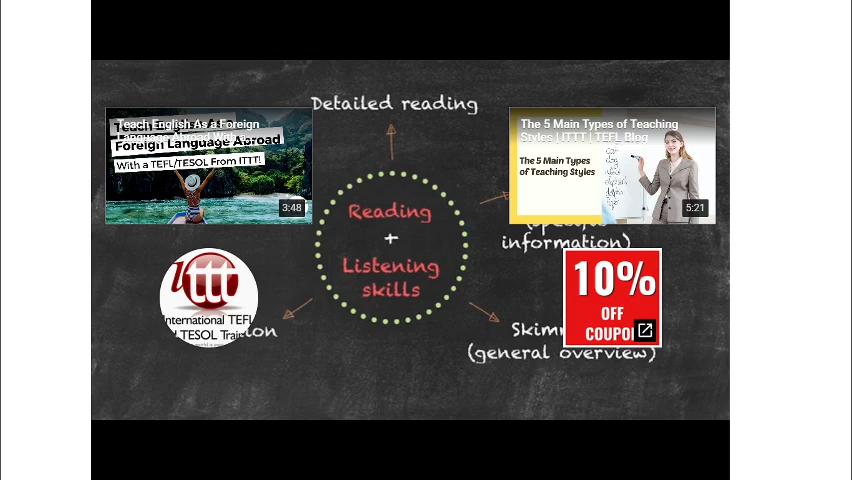 Detailed reading
Teach English As a Foreign
Language Abroad With a
Foreign Language Abroad
With a TEFL/TESOL From ITTT!
3:48
The 5 Main Types of Teaching
Styles | ITTT | TEFL Blog
The 5 Main Types
of Teaching Styles
5:21
Reading
+
Listening
skills
information)
ittt
International TEFL
TESOL
10%
OFF
COUPON
(general overview)